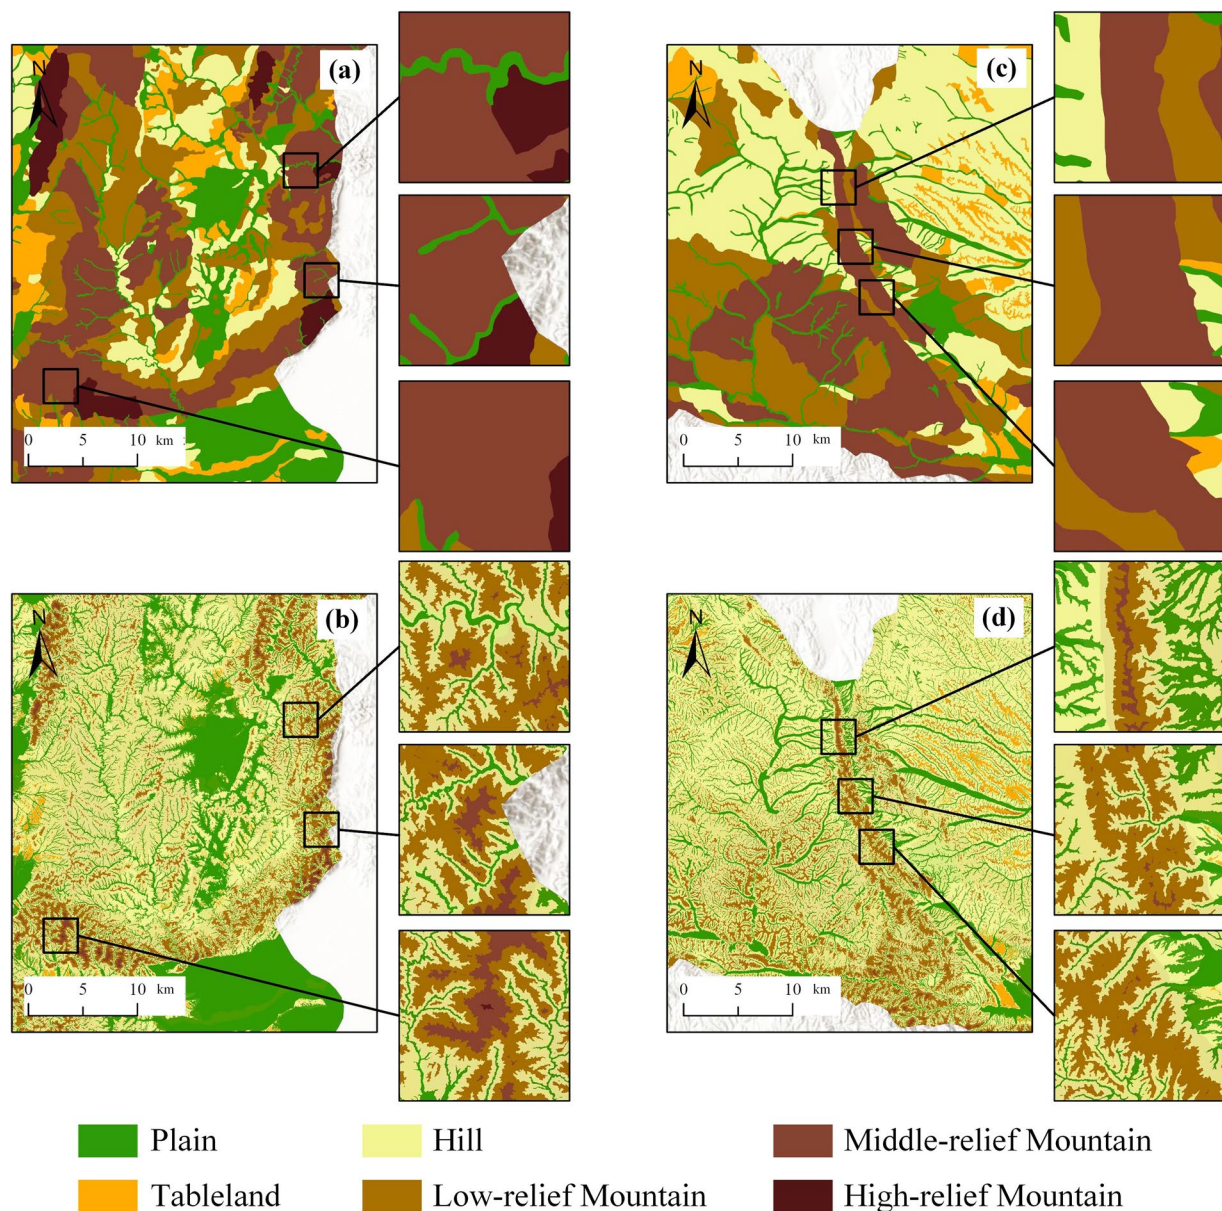 N
(a)
0 5 10 km
N
(c)
0 5 10 km
N
(b)
0 5 10 km
N
(d)
0 5 10 km
Plain
Hill
Middle-relief Mountain
Tableland
Low-relief Mountain
High-relief Mountain